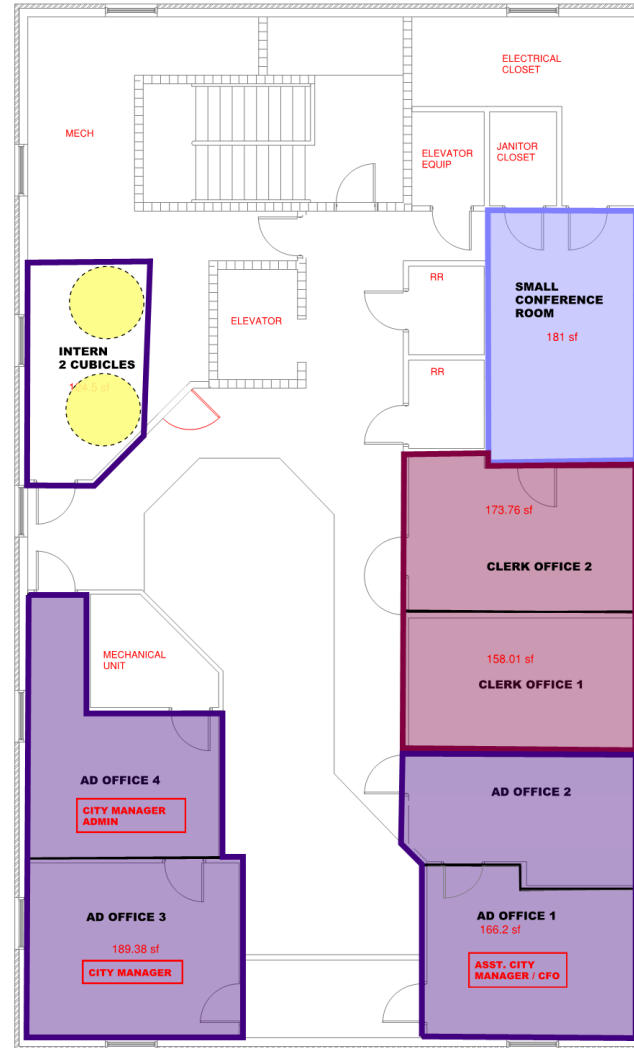 ELECTRICAL
CLOSET
MECH
ELEVATOR
EQUIP
JANITOR
CLOSET
RR
SMALL
CONFERENCE
ROOM
181 sf
ELEVATOR
INTERN
2 CUBICLES
RR
173.76 sf
CLERK OFFICE 2
MECHANICAL
UNIT
158.01 sf
CLERK OFFICE 1
AD OFFICE 4
CITY MANAGER
ADMIN
AD OFFICE 2
AD OFFICE 3
189.38 sf
CITY MANAGER
AD OFFICE 1
166.2 sf
ASST. CITY
MANAGER / CFO